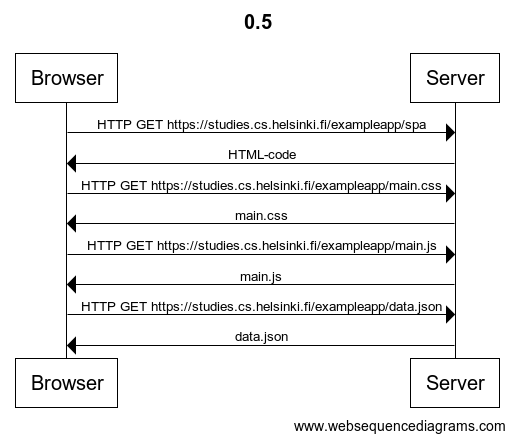 0.5
Browser
Server
HTTP GET https://studies.cs.helsinki.fi/exampleapp/spa
HTML-code
HTTP GET https://studies.cs.helsinki.fi/exampleapp/main.css
main.css
HTTP GET https://studies.cs.helsinki.fi/exampleapp/main.js
main.js
HTTP GET https://studies.cs.helsinki.fi/exampleapp/data.json
data.json
Browser
Server
www.websequencediagrams.com